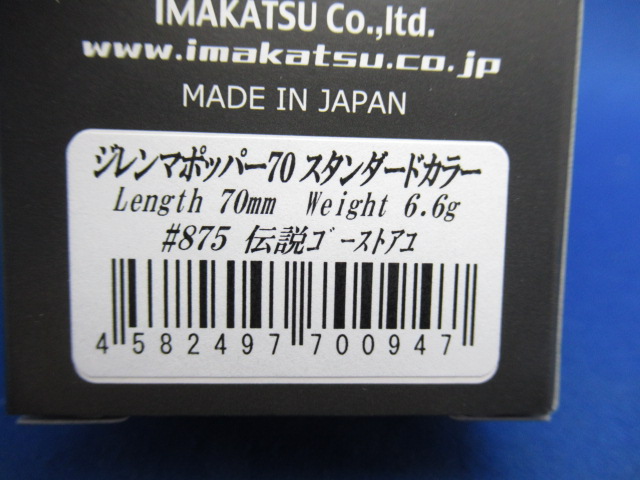 IMAKATSU Co.,ltd.
www.imakatsu.co.jp
MADE IN JAPAN
ジレンマポッパー70 スタンダードカラー
Length 70mm Weight 6.6g
#875 伝説ｺﾞｰｽﾄｱﾕ
4 582497 700947